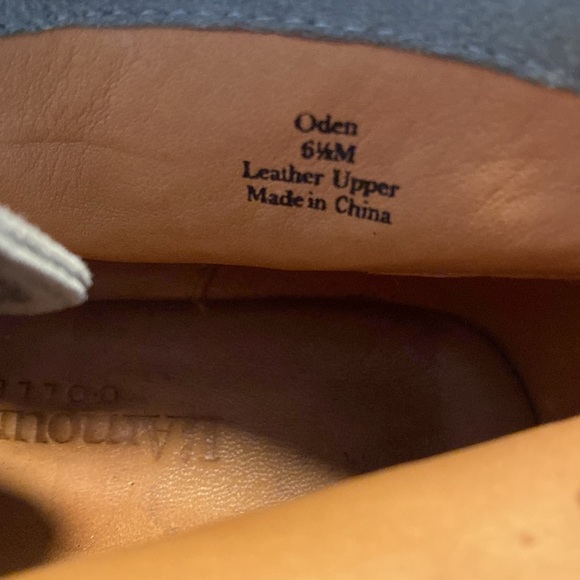 Oden
6½M
Leather Upper
Made in China